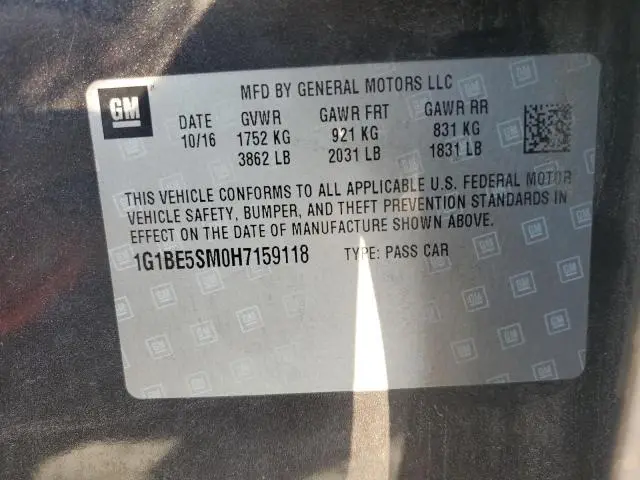 GM
MFD BY GENERAL MOTORS LLC
DATE GVWR GAWR FRT GAWR RR
10/16 1752 KG 921 KG 831 KG
3862 LB 2031 LB 1831 LB
THIS VEHICLE CONFORMS TO ALL APPLICABLE U.S. FEDERAL MOTOR
VEHICLE SAFETY, BUMPER, AND THEFT PREVENTION STANDARDS IN
EFFECT ON THE DATE OF MANUFACTURE SHOWN ABOVE.
1G1BE5SM0H7159118 TYPE: PASS CAR